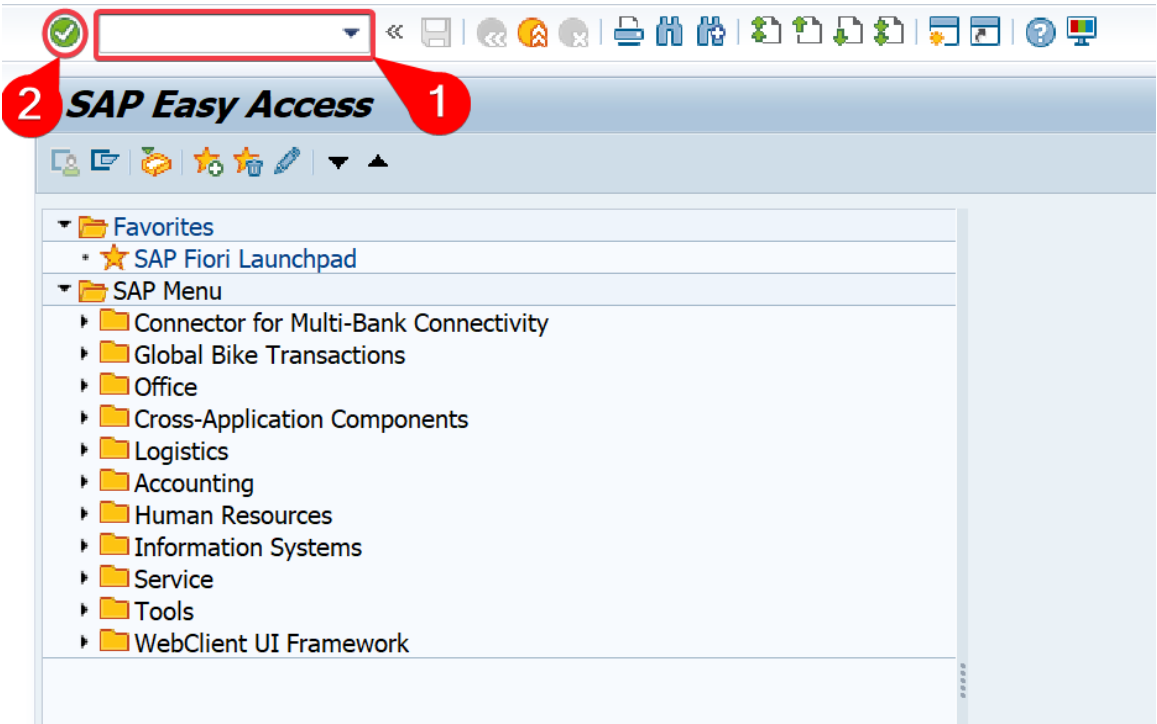 2
1
SAP Easy Access
Favorites
SAP Fiori Launchpad
SAP Menu
Connector for Multi-Bank Connectivity
Global Bike Transactions
Office
Cross-Application Components
Logistics
Accounting
Human Resources
Information Systems
Service
Tools
WebClient UI Framework